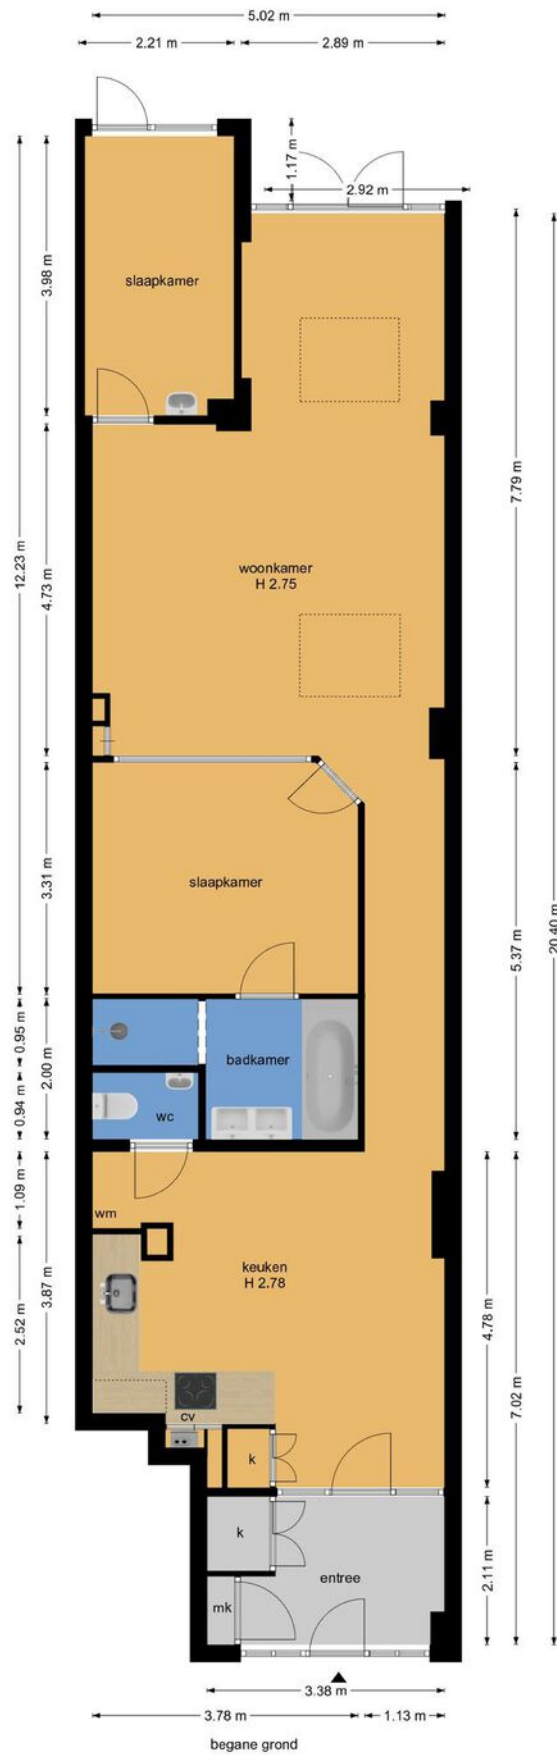 5.02 m
2.21 m
2.89 m
1.17 m
2.92 m
3.98 m
slaapkamer
7.79 m
12.23 m
4.73 m
woonkamer
H 2.75
3.31 m
slaapkamer
20.40 m
5.37 m
0.95 m
2.00 m
badkamer
0.94 m
wc
1.09 m
wm
keuken
H 2.78
3.87 m
2.52 m
4.78 m
7.02 m
cv
k
k
entree
2.11 m
mk
3.38 m
3.78 m
1.13 m
begane grond